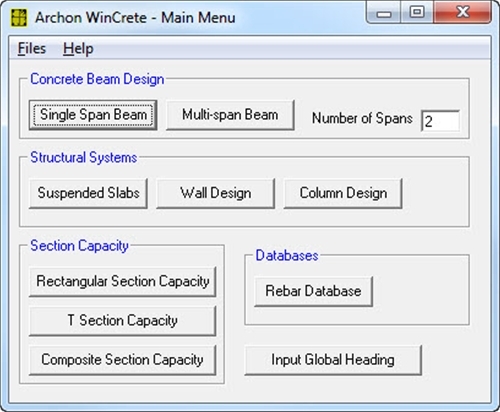 Archon WinCrete - Main Menu
Files Help
Concrete Beam Design
Single Span Beam Multi-span Beam Number of Spans 2
Structural Systems
Suspended Slabs Wall Design Column Design
Section Capacity
Rectangular Section Capacity
T Section Capacity
Composite Section Capacity
Databases
Rebar Database
Input Global Heading